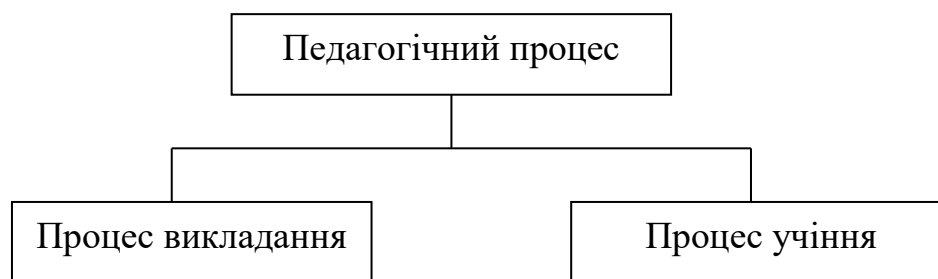 Педагогічний процес
Процес викладання
Процес учіння